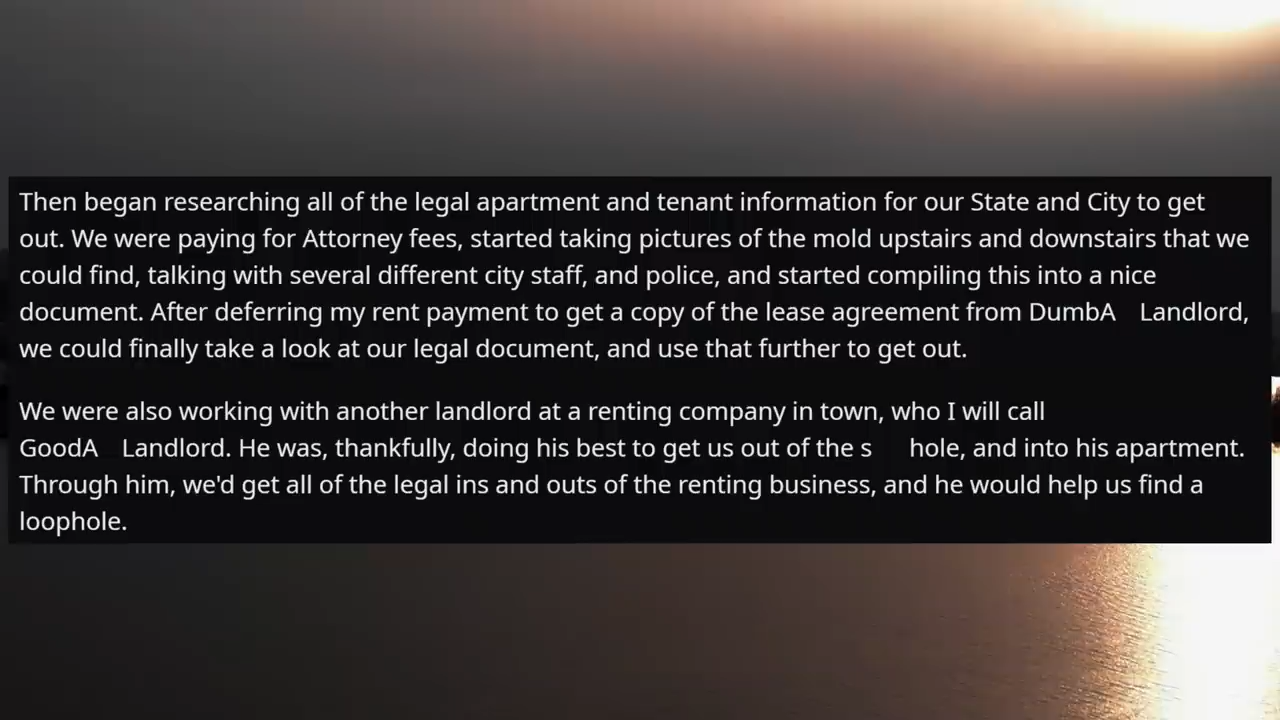 Then began researching all of the legal apartment and tenant information for our State and City to get
out. We were paying for Attorney fees, started taking pictures of the mold upstairs and downstairs that we
could find, talking with several different city staff, and police, and started compiling this into a nice
document. After deferring my rent payment to get a copy of the lease agreement from DumbA Landlord,
we could finally take a look at our legal document, and use that further to get out.
We were also working with another landlord at a renting company in town, who I will call
GoodA Landlord. He was, thankfully, doing his best to get us out of the s hole, and into his apartment.
Through him, we'd get all of the legal ins and outs of the renting business, and he would help us find a
loophole.